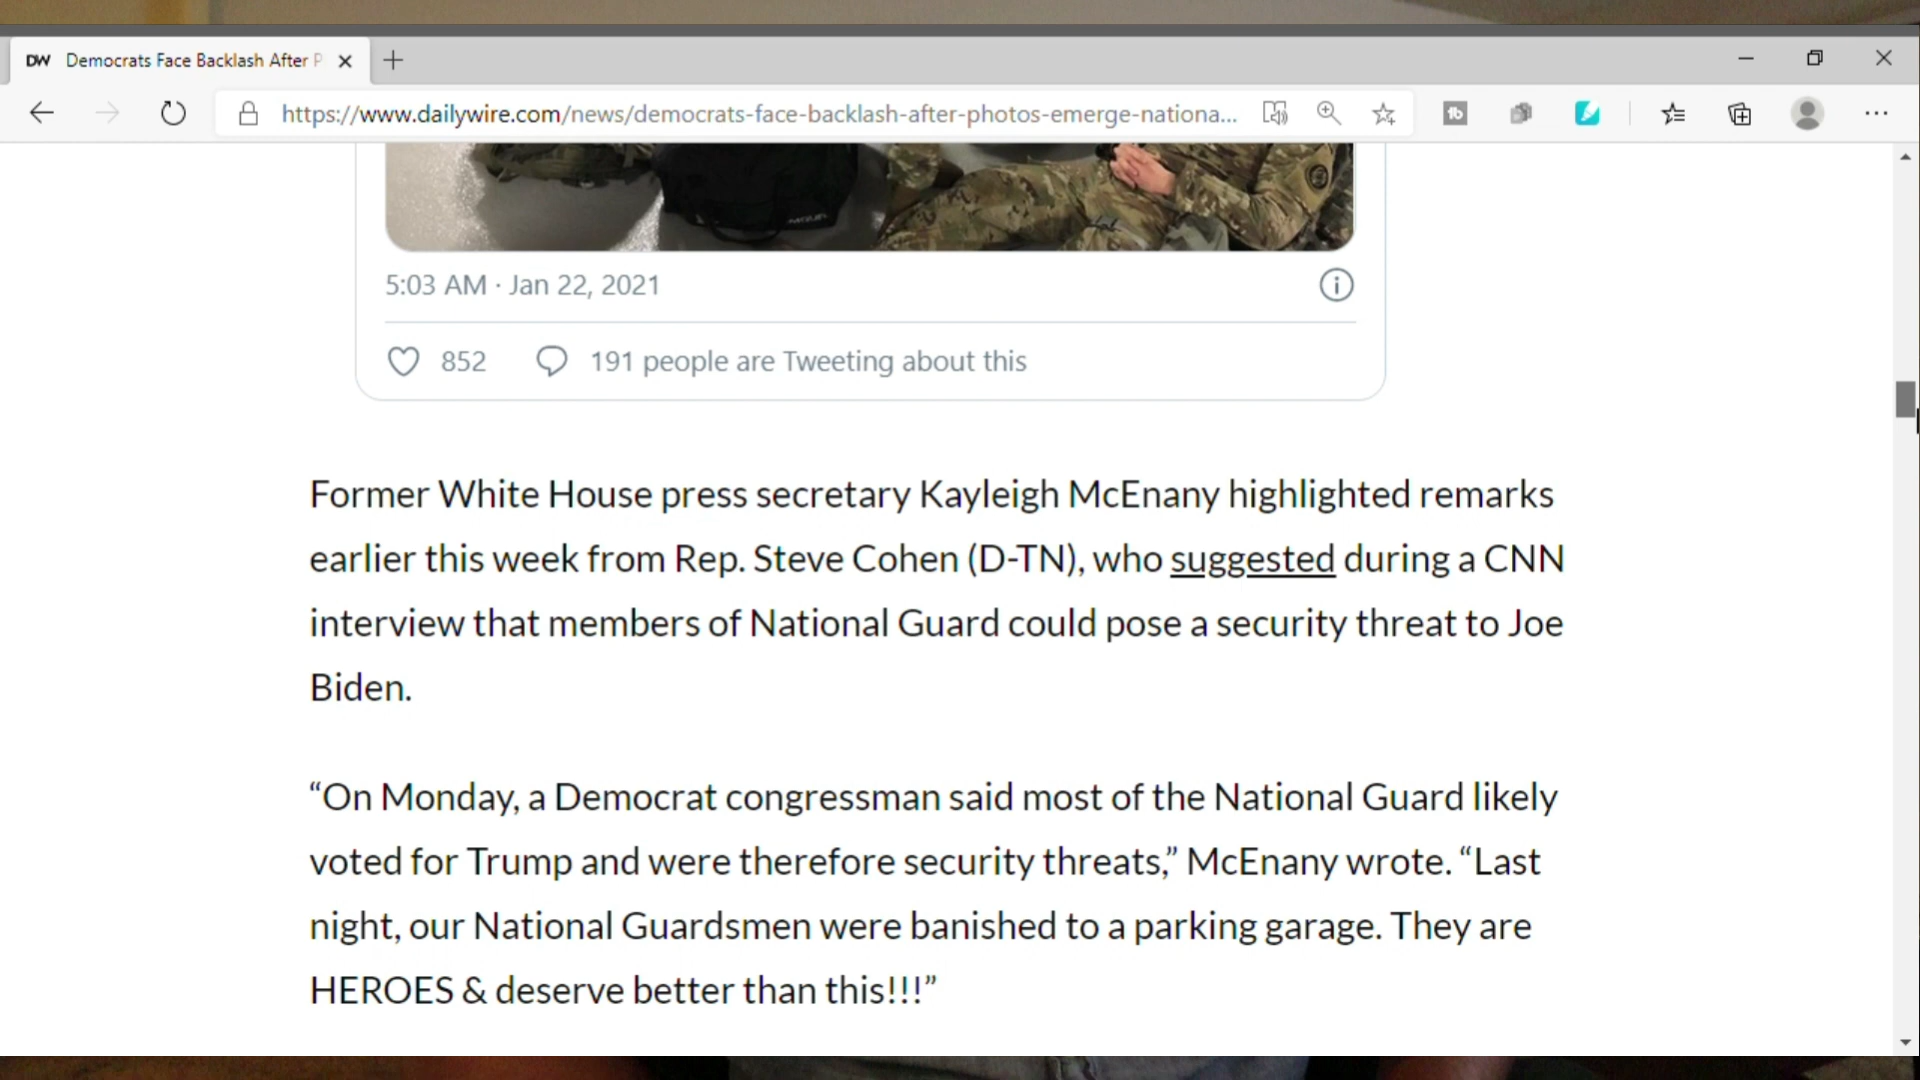 DW Democrats Face Backlash After P
https://www.dailywire.com/news/democrats-face-backlash-after-photos-emerge-nationa...
5:03 AM · Jan 22, 2021
852 191 people are Tweeting about this
Former White House press secretary Kayleigh McEnany highlighted remarks
earlier this week from Rep. Steve Cohen (D-TN), who suggested during a CNN
interview that members of National Guard could pose a security threat to Joe
Biden.
“On Monday, a Democrat congressman said most of the National Guard likely
voted for Trump and were therefore security threats,” McEnany wrote. “Last
night, our National Guardsmen were banished to a parking garage. They are
HEROES & deserve better than this!!!”